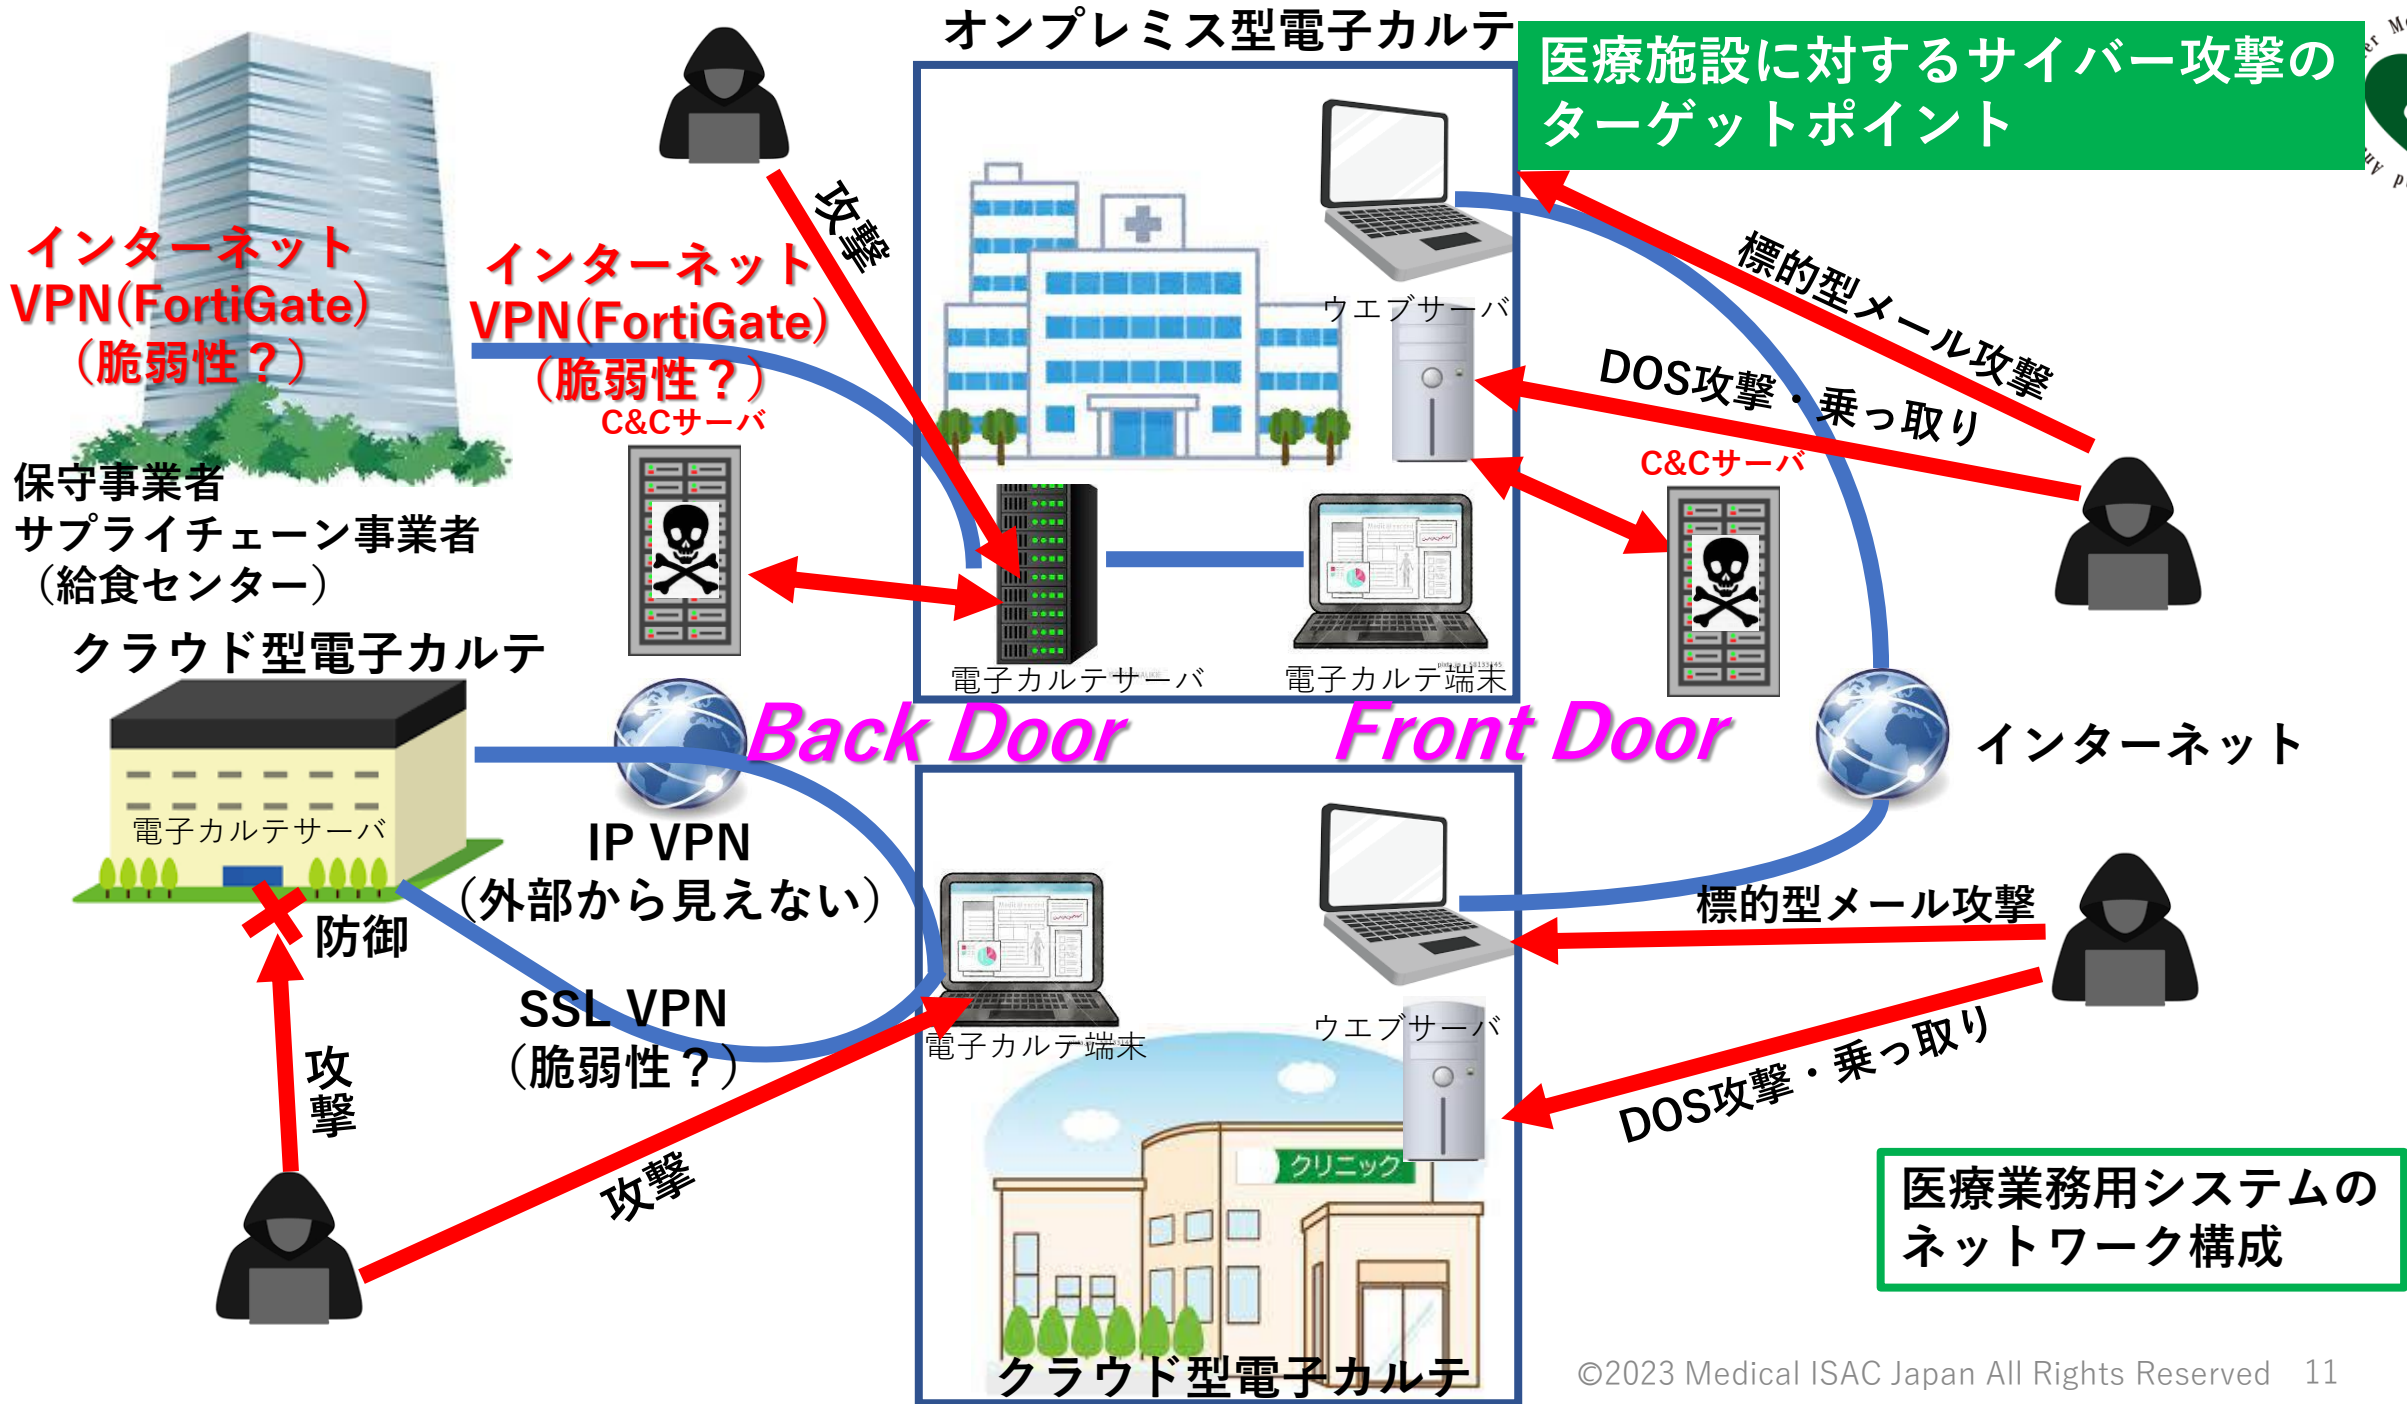 オンプレミス型電子カルテ
医療施設に対するサイバー攻撃の
ターゲットポイント
インターネット
VPN(FortiGate)
（脆弱性？）
インターネット
VPN(FortiGate)
（脆弱性？）
攻撃
C&Cサーバ
保守事業者
サプライチェーン事業者
（給食センター）
ウエブサーバ
標的型メール攻撃
DOS攻撃・乗っ取り
C&Cサーバ
電子カルテサーバ
電子カルテ端末
クラウド型電子カルテ
Back Door
Front Door
インターネット
電子カルテサーバ
IP VPN
（外部から見えない）
防御
SSL VPN
（脆弱性？）
攻撃
攻撃
電子カルテ端末
ウエブサーバ
標的型メール攻撃
DOS攻撃・乗っ取り
クリニック
クラウド型電子カルテ
医療業務用システムの
ネットワーク構成
©2023 Medical ISAC Japan All Rights Reserved
11